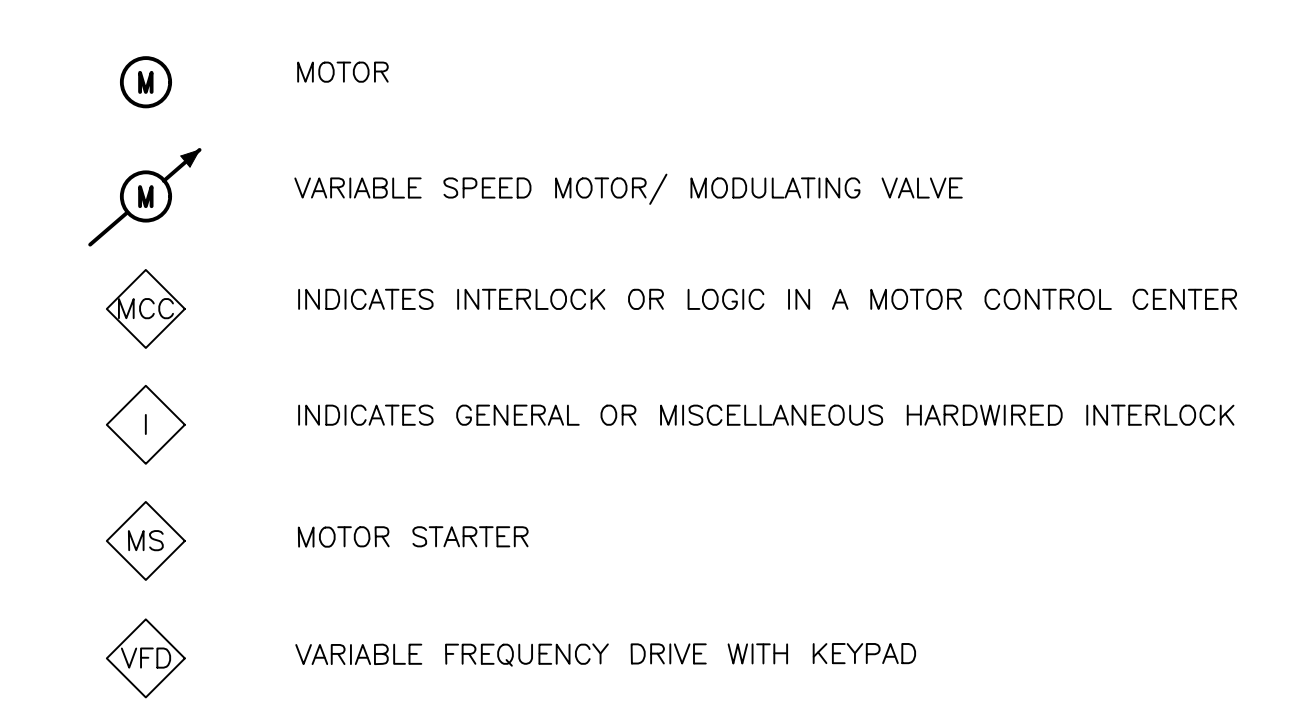 M MOTOR
M VARIABLE SPEED MOTOR/ MODULATING VALVE
MCC INDICATES INTERLOCK OR LOGIC IN A MOTOR CONTROL CENTER
I INDICATES GENERAL OR MISCELLANEOUS HARDWIRED INTERLOCK
MS MOTOR STARTER
VFD VARIABLE FREQUENCY DRIVE WITH KEYPAD